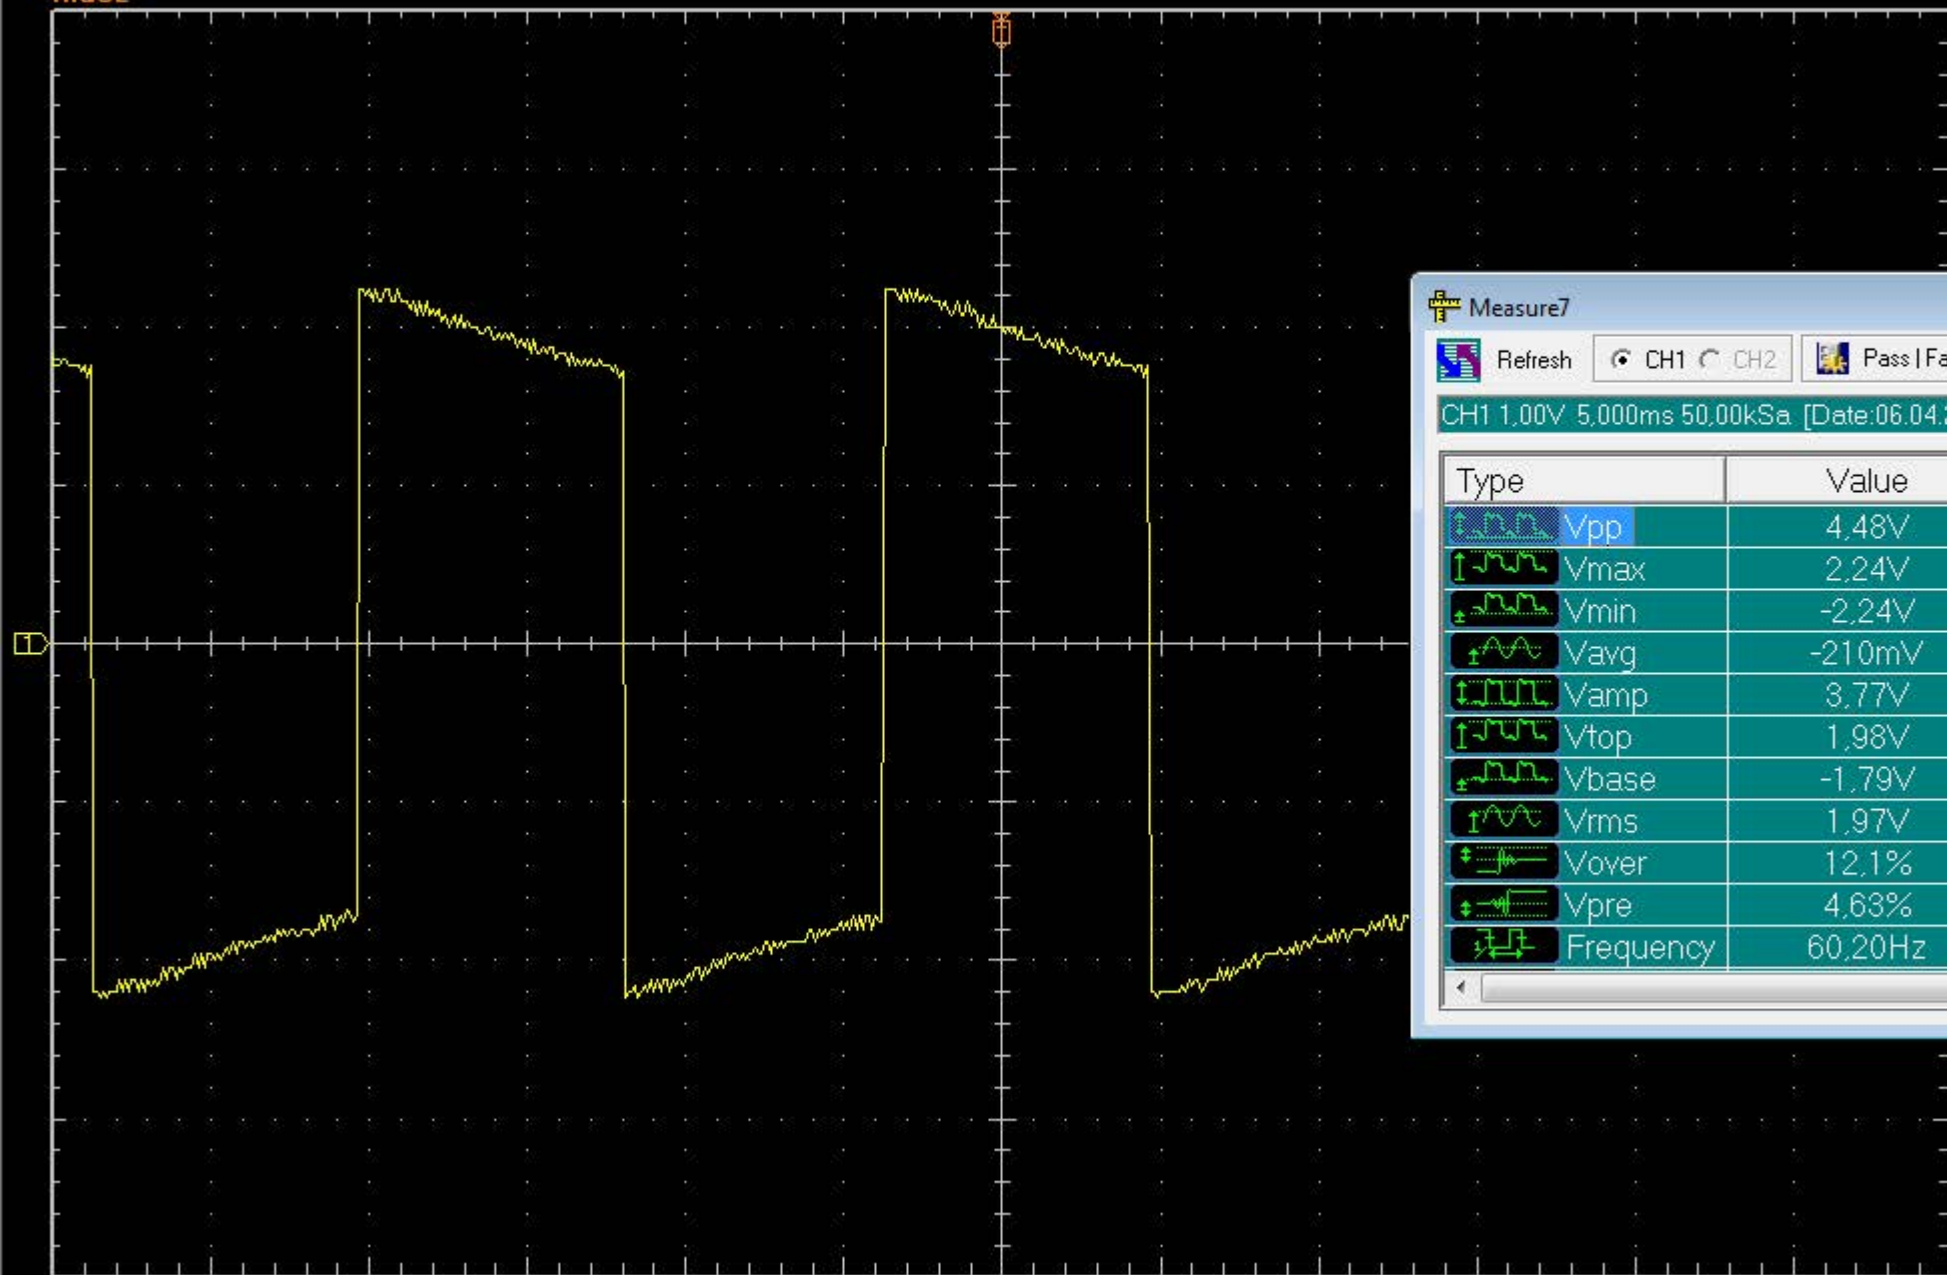 T
1
Measure7
Refresh CH1 CH2 Pass|Fa
CH1 1,00V 5,000ms 50,00kSa [Date:06.04.
Type Value
Vpp 4,48V
Vmax 2,24V
Vmin -2,24V
Vavg -210mV
Vamp 3,77V
Vtop 1,98V
Vbase -1,79V
Vrms 1,97V
Vover 12,1%
Vpre 4,63%
Frequency 60,20Hz